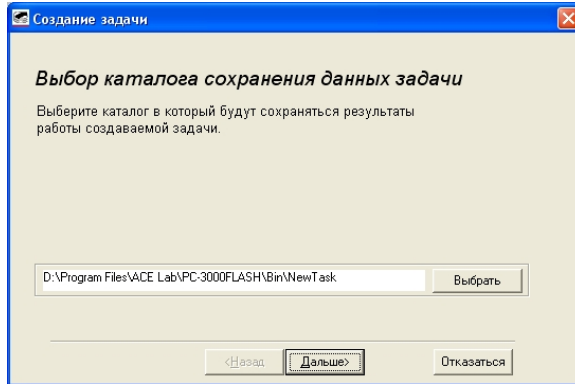 Создание задачи
Выбор каталога сохранения данных задачи
Выберите каталог в который будут сохраняться результаты
работы создаваемой задачи.
D:\Program Files\ACE Lab\PC-3000FLASH\Bin\NewTask
Выбрать
<Назад
Дальше>
Отказаться